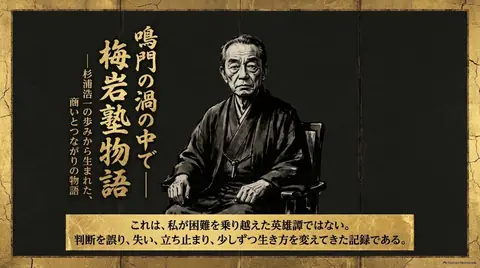 鳴門の渦の中で──
梅岩塾物語
──杉浦浩一の歩みから生まれた、
商いとつながりの物語
これは、私が困難を乗り越えた英雄譚ではない。
判断を誤り、失い、立ち止まり、少しずつ生き方を変えてきた記録である。